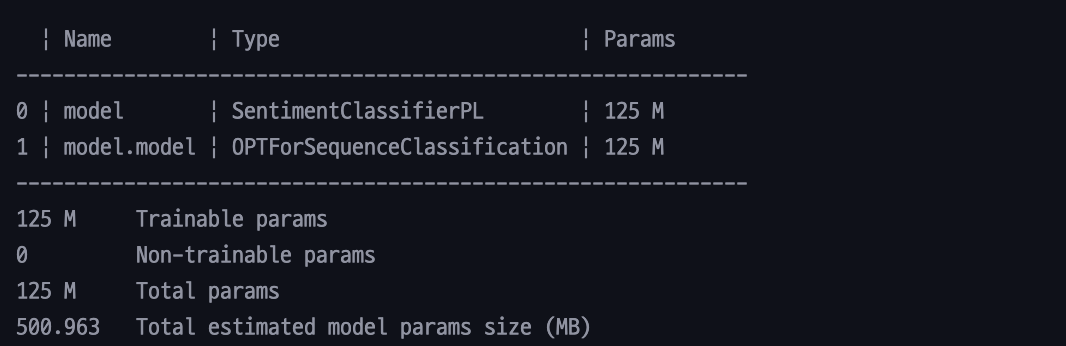 ¦ Name        ¦ Type                         ¦ Params
-------------------------------------------------------------
0 ¦ model       ¦ SentimentClassifierPL        ¦ 125 M
1 ¦ model.model ¦ OPTForSequenceClassification ¦ 125 M
-------------------------------------------------------------
125 M     Trainable params
0         Non-trainable params
125 M     Total params
500.963   Total estimated model params size (MB)